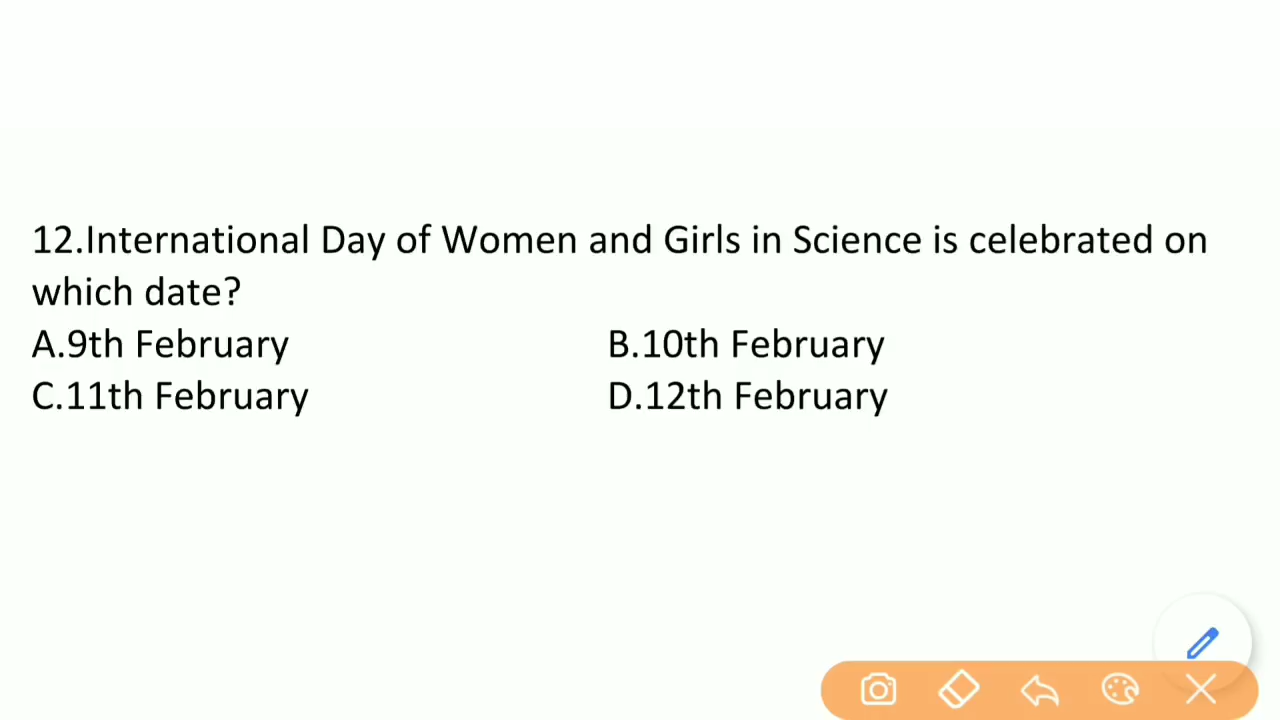 12.International Day of Women and Girls in Science is celebrated on
which date?
A.9th February B.10th February
C.11th February D.12th February